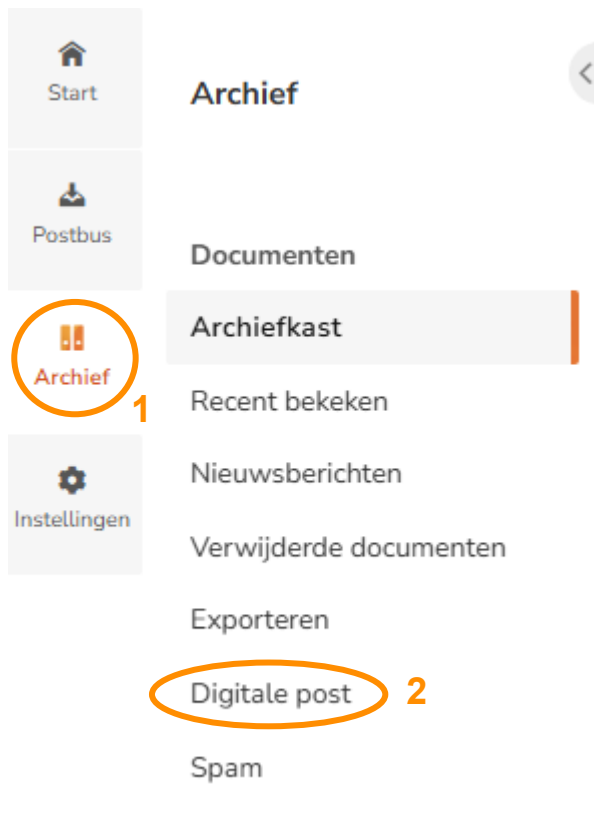 Start
Postbus
Archief
1
Instellingen
Archief
Documenten
Archiefkast
Recent bekeken
Nieuwsberichten
Verwijderde documenten
Exporteren
Digitale post 2
Spam